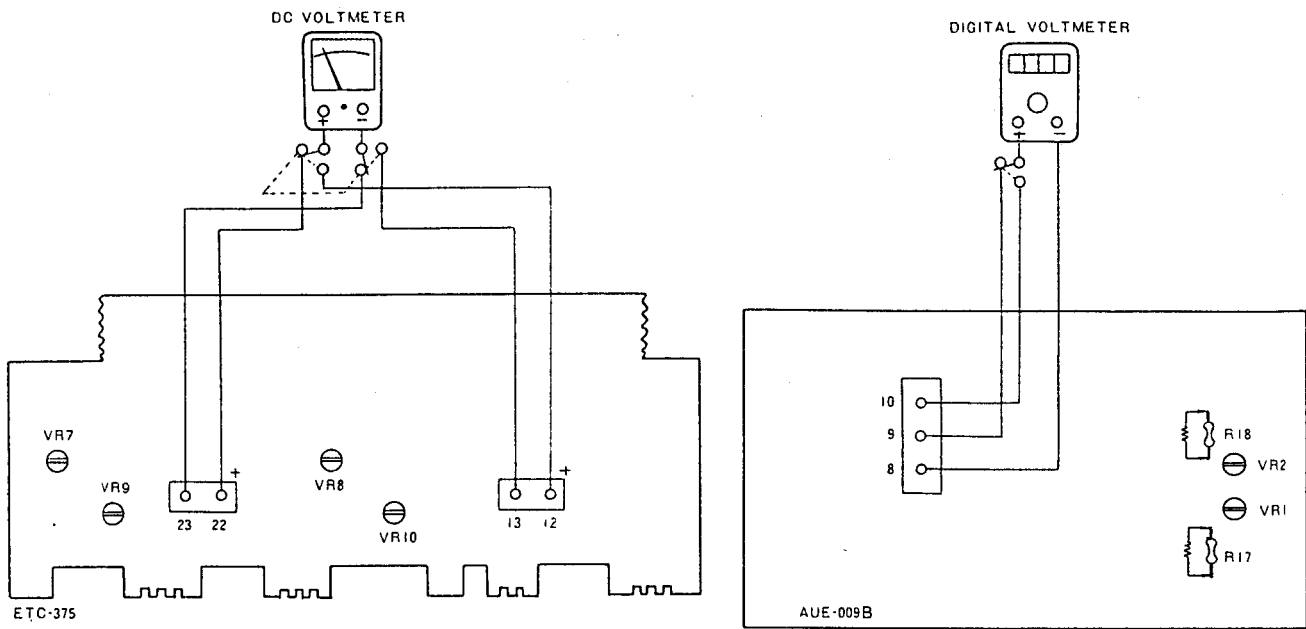 DC VOLTMETER
+ −
VR7
VR9
23 22 +
VR8
VR10
13 12 +
ETC-375
DIGITAL VOLTMETER
+ −
10
9
8
R18
VR2
VR1
R17
AUE-009B